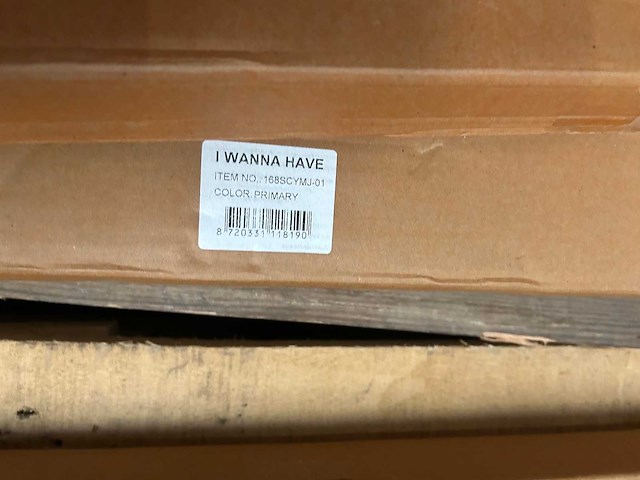 I WANNA HAVE
ITEM NO.: 168SCYMJ-01
COLOR: PRIMARY
8 720331 118190